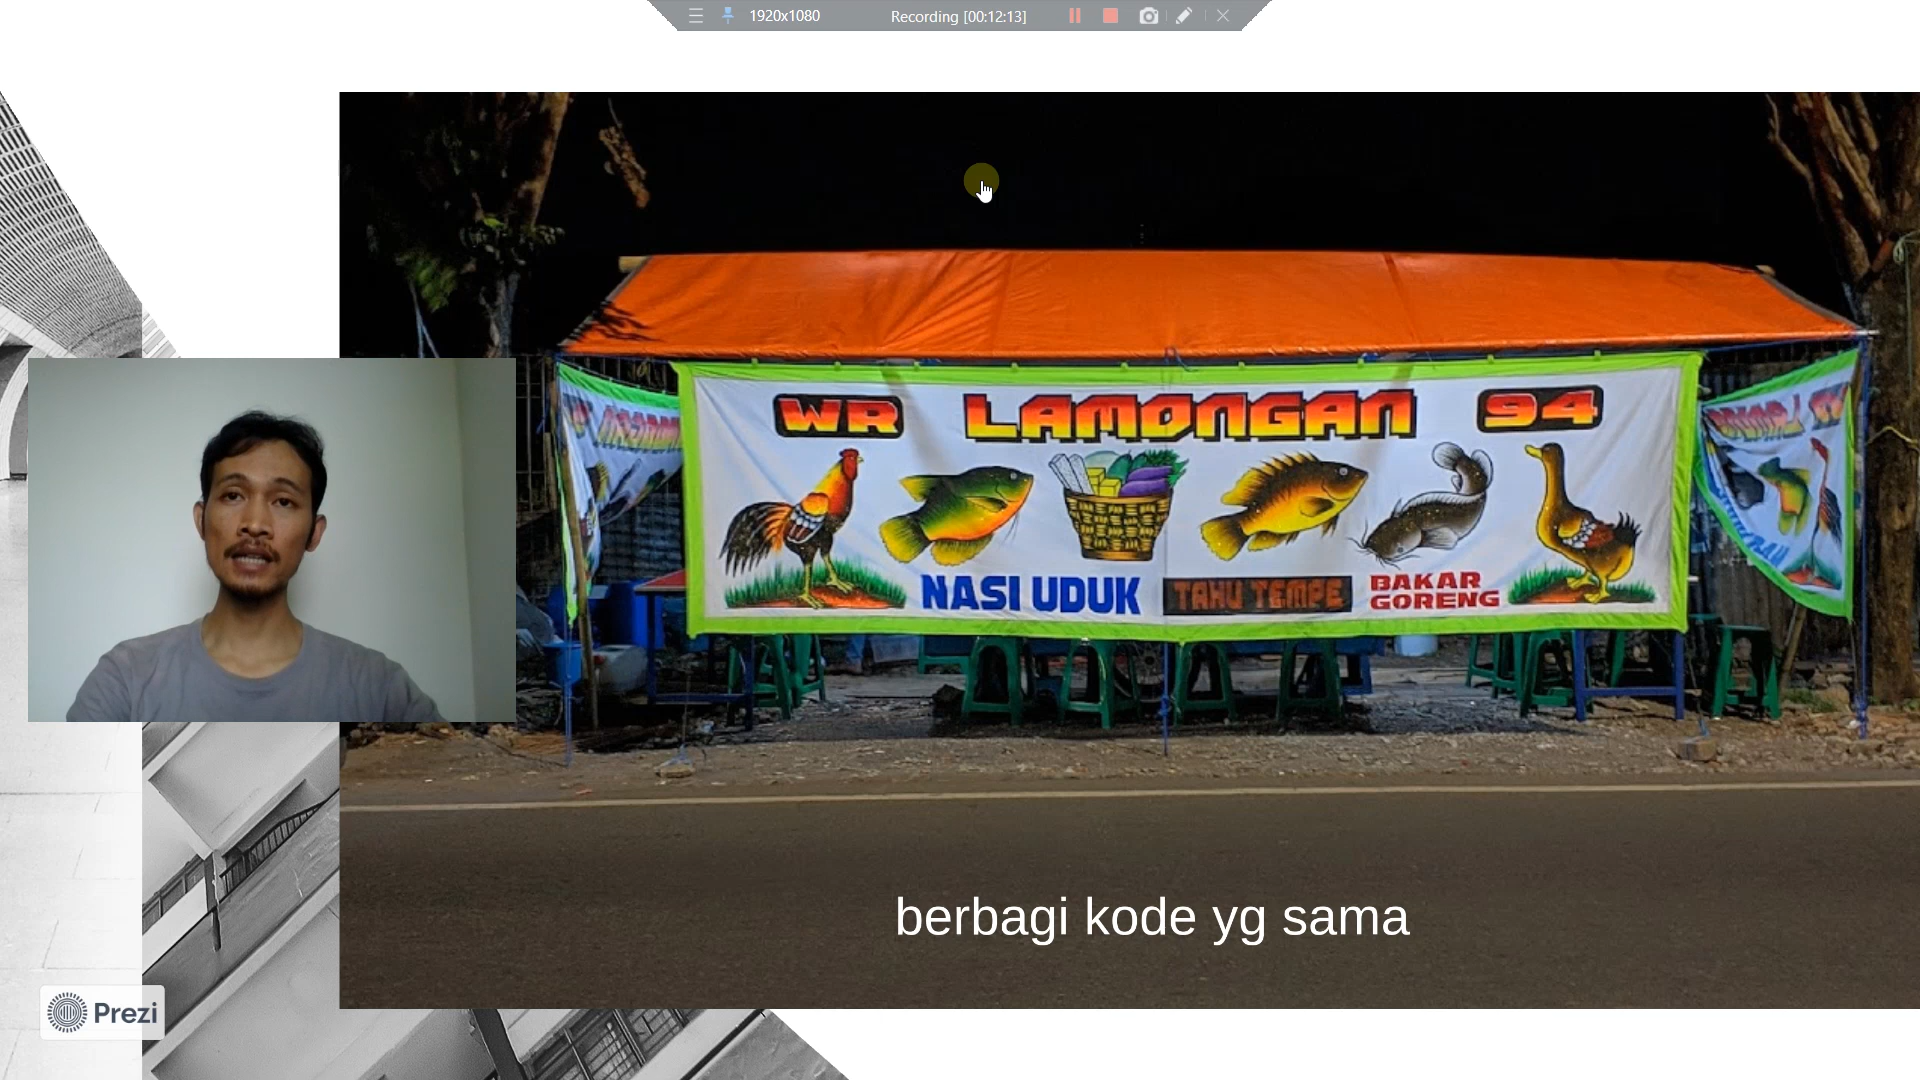 1920x1080
Recording [00:12:13]
WR LAMONGAN 94
NASI UDUK
TAHU TEMPE
BAKAR
GORENG
berbagi kode yg sama
Prezi